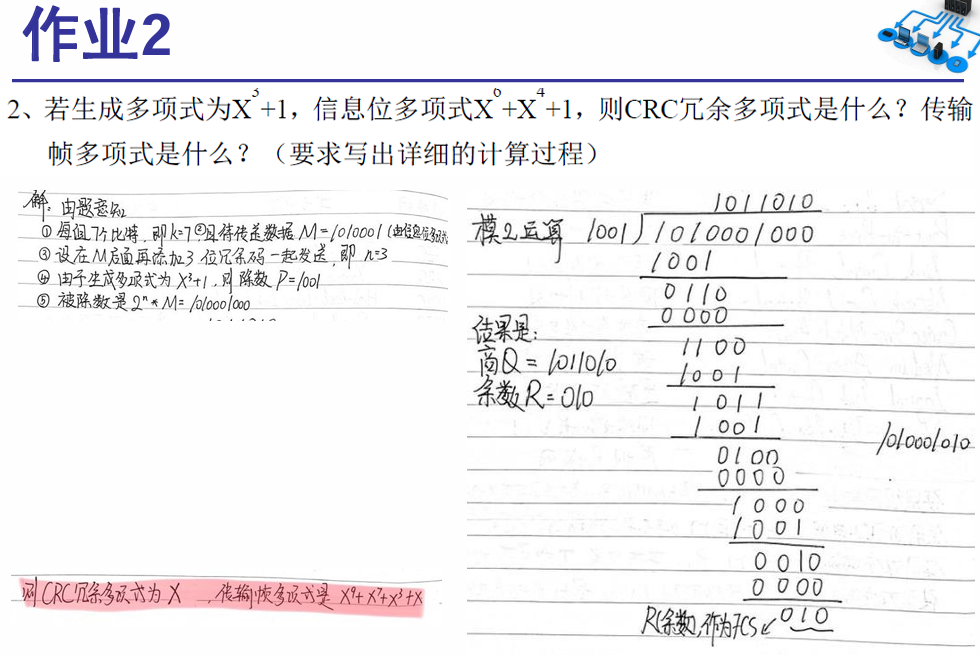 作业2
2、若生成多项式为X³+1，信息位多项式X⁶+X⁴+1，则CRC冗余多项式是什么？传输
帧多项式是什么？（要求写出详细的计算过程）
解：由题意知
① 每组7个比特，即k=7 ② 且待传送数据 M=1010001 (由信息位多项式
③ 设在M后面再添加3位冗余码一起发送，即 n=3
④ 由于生成多项式为 X³+1，则除数 P=1001
⑤ 被除数是 2ⁿ*M=1010001000
则CRC冗余多项式为 X ，传输帧多项式是 X⁹+X⁷+X³+X
1011010
模2运算 1001)1010001000
1001
0110
0000
1100
1001
1011
1001
0100
0000
1000
1001
0010
0000
010
结果是：
商Q=1011010
余数R=010
1010001010
R(余数)，作为FCS↙